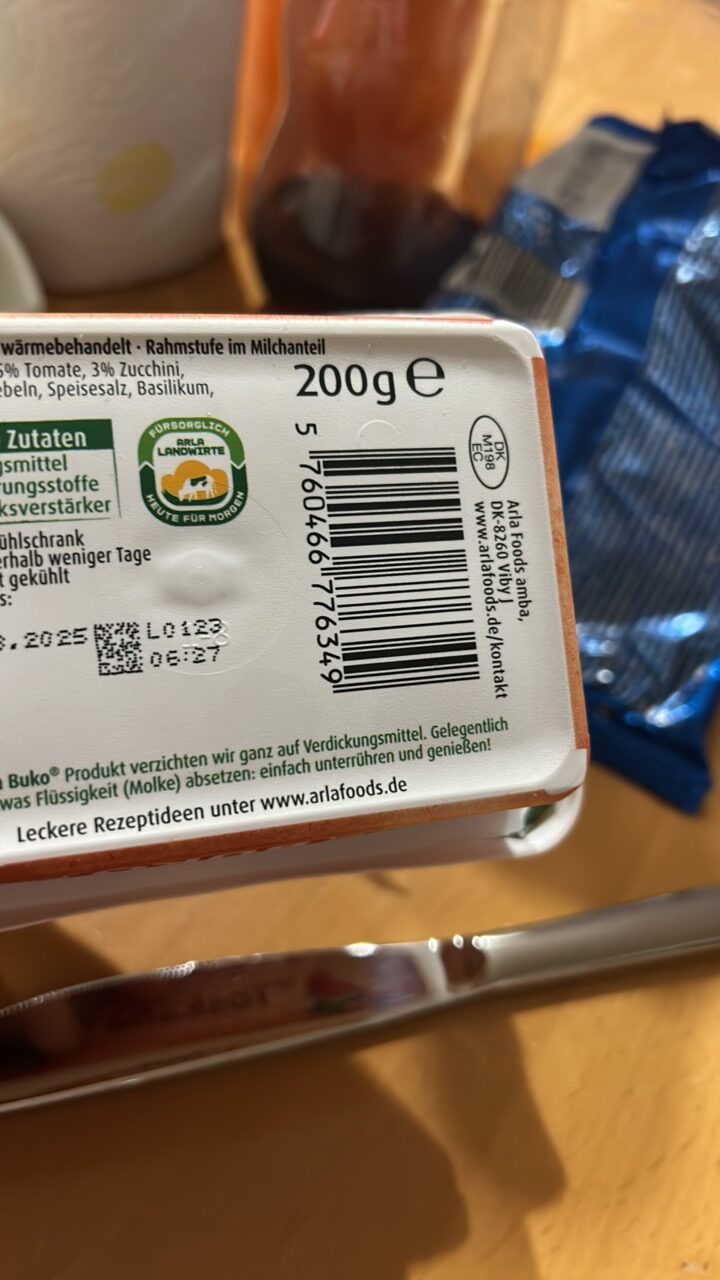 wärmebehandelt · Rahmstufe im Milchanteil
5% Tomate, 3% Zucchini,
ebeln, Speisesalz, Basilikum,
200g ℮
Zutaten
gsmittel
rungsstoffe
ksverstärker
FÜRSORGLICH
ARLA
LANDWIRTE
HEUTE FÜR MORGEN
ühlschrank
erhalb weniger Tage
t gekühlt
s:
.2025
L0123
06:27
5 760466 776349
DK
M198
EC
Arla Foods amba,
DK-8260 Viby J
www.arlafoods.de/kontakt
Buko® Produkt verzichten wir ganz auf Verdickungsmittel. Gelegentlich
was Flüssigkeit (Molke) absetzen: einfach unterrühren und genießen!
Leckere Rezeptideen unter www.arlafoods.de